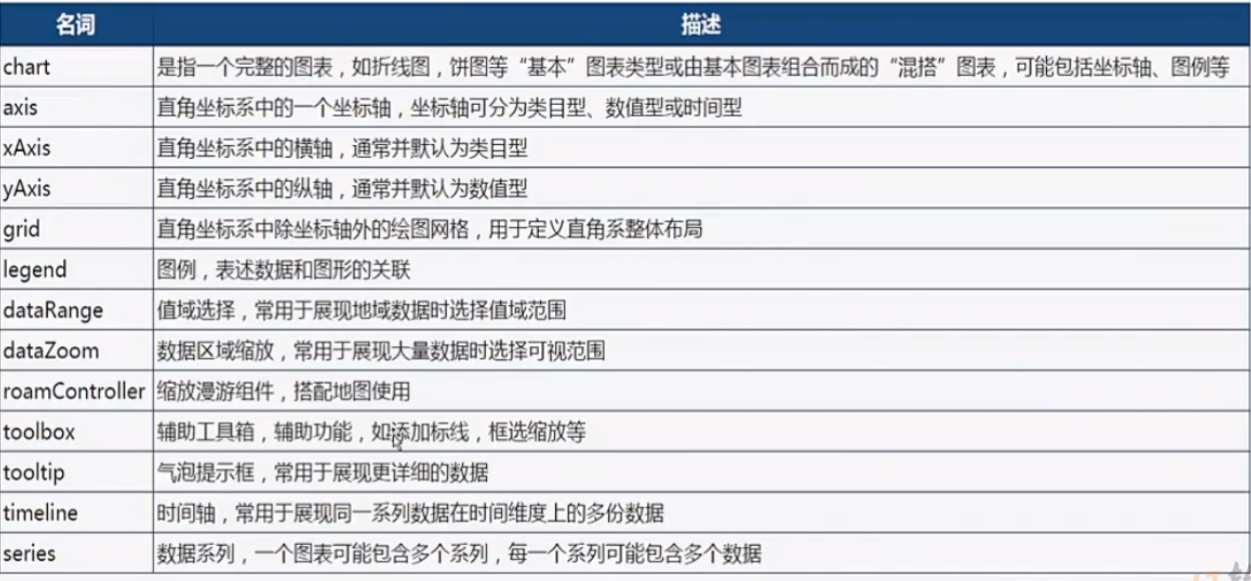 名词 描述
chart 是指一个完整的图表，如折线图，饼图等“基本”图表类型或由基本图表组合而成的“混搭”图表，可能包括坐标轴、图例等
axis 直角坐标系中的一个坐标轴，坐标轴可分为类目型、数值型或时间型
xAxis 直角坐标系中的横轴，通常并默认为类目型
yAxis 直角坐标系中的纵轴，通常并默认为数值型
grid 直角坐标系中除坐标轴外的绘图网格，用于定义直角系整体布局
legend 图例，表述数据和图形的关联
dataRange 值域选择，常用于展现地域数据时选择值域范围
dataZoom 数据区域缩放，常用于展现大量数据时选择可视范围
roamController 缩放漫游组件，搭配地图使用
toolbox 辅助工具箱，辅助功能，如添加标线，框选缩放等
tooltip 气泡提示框，常用于展现更详细的数据
timeline 时间轴，常用于展现同一系列数据在时间维度上的多份数据
series 数据系列，一个图表可能包含多个系列，每一个系列可能包含多个数据